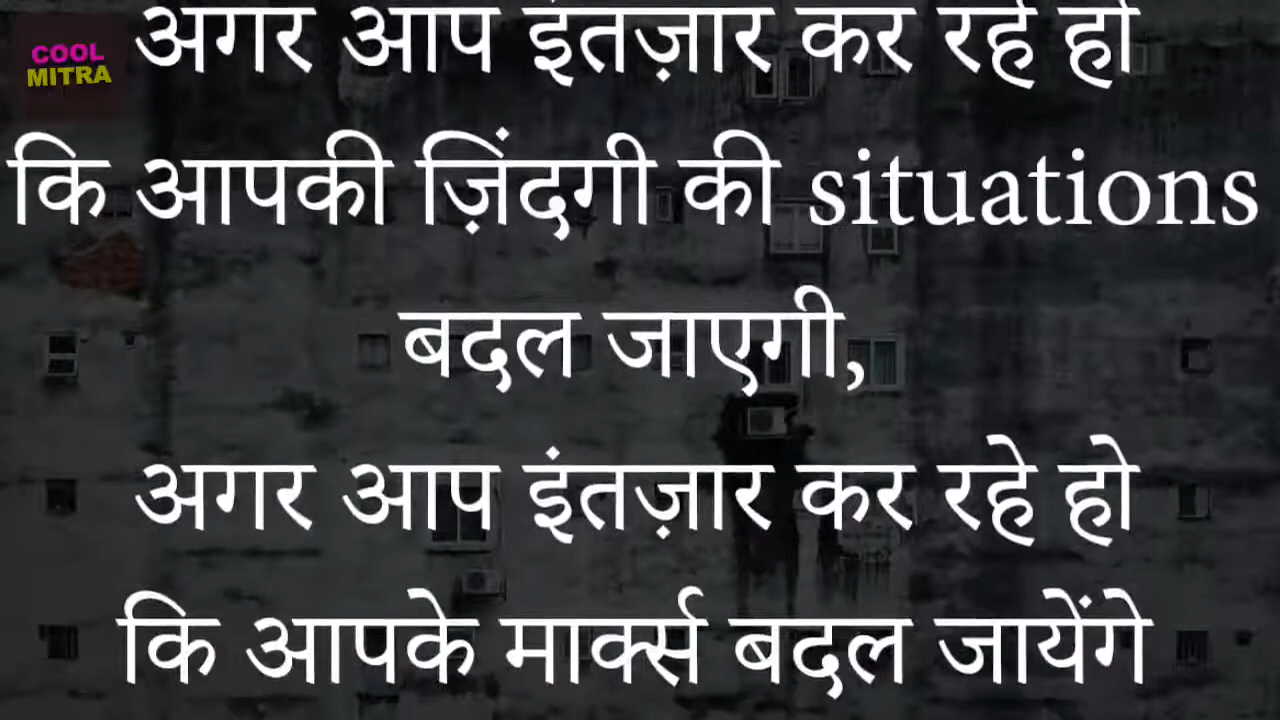 COOL
MITRA
अगर आप इंतज़ार कर रहे हो
कि आपकी ज़िंदगी की situations
बदल जाएगी,
अगर आप इंतज़ार कर रहे हो
कि आपके मार्क्स बदल जायेंगे